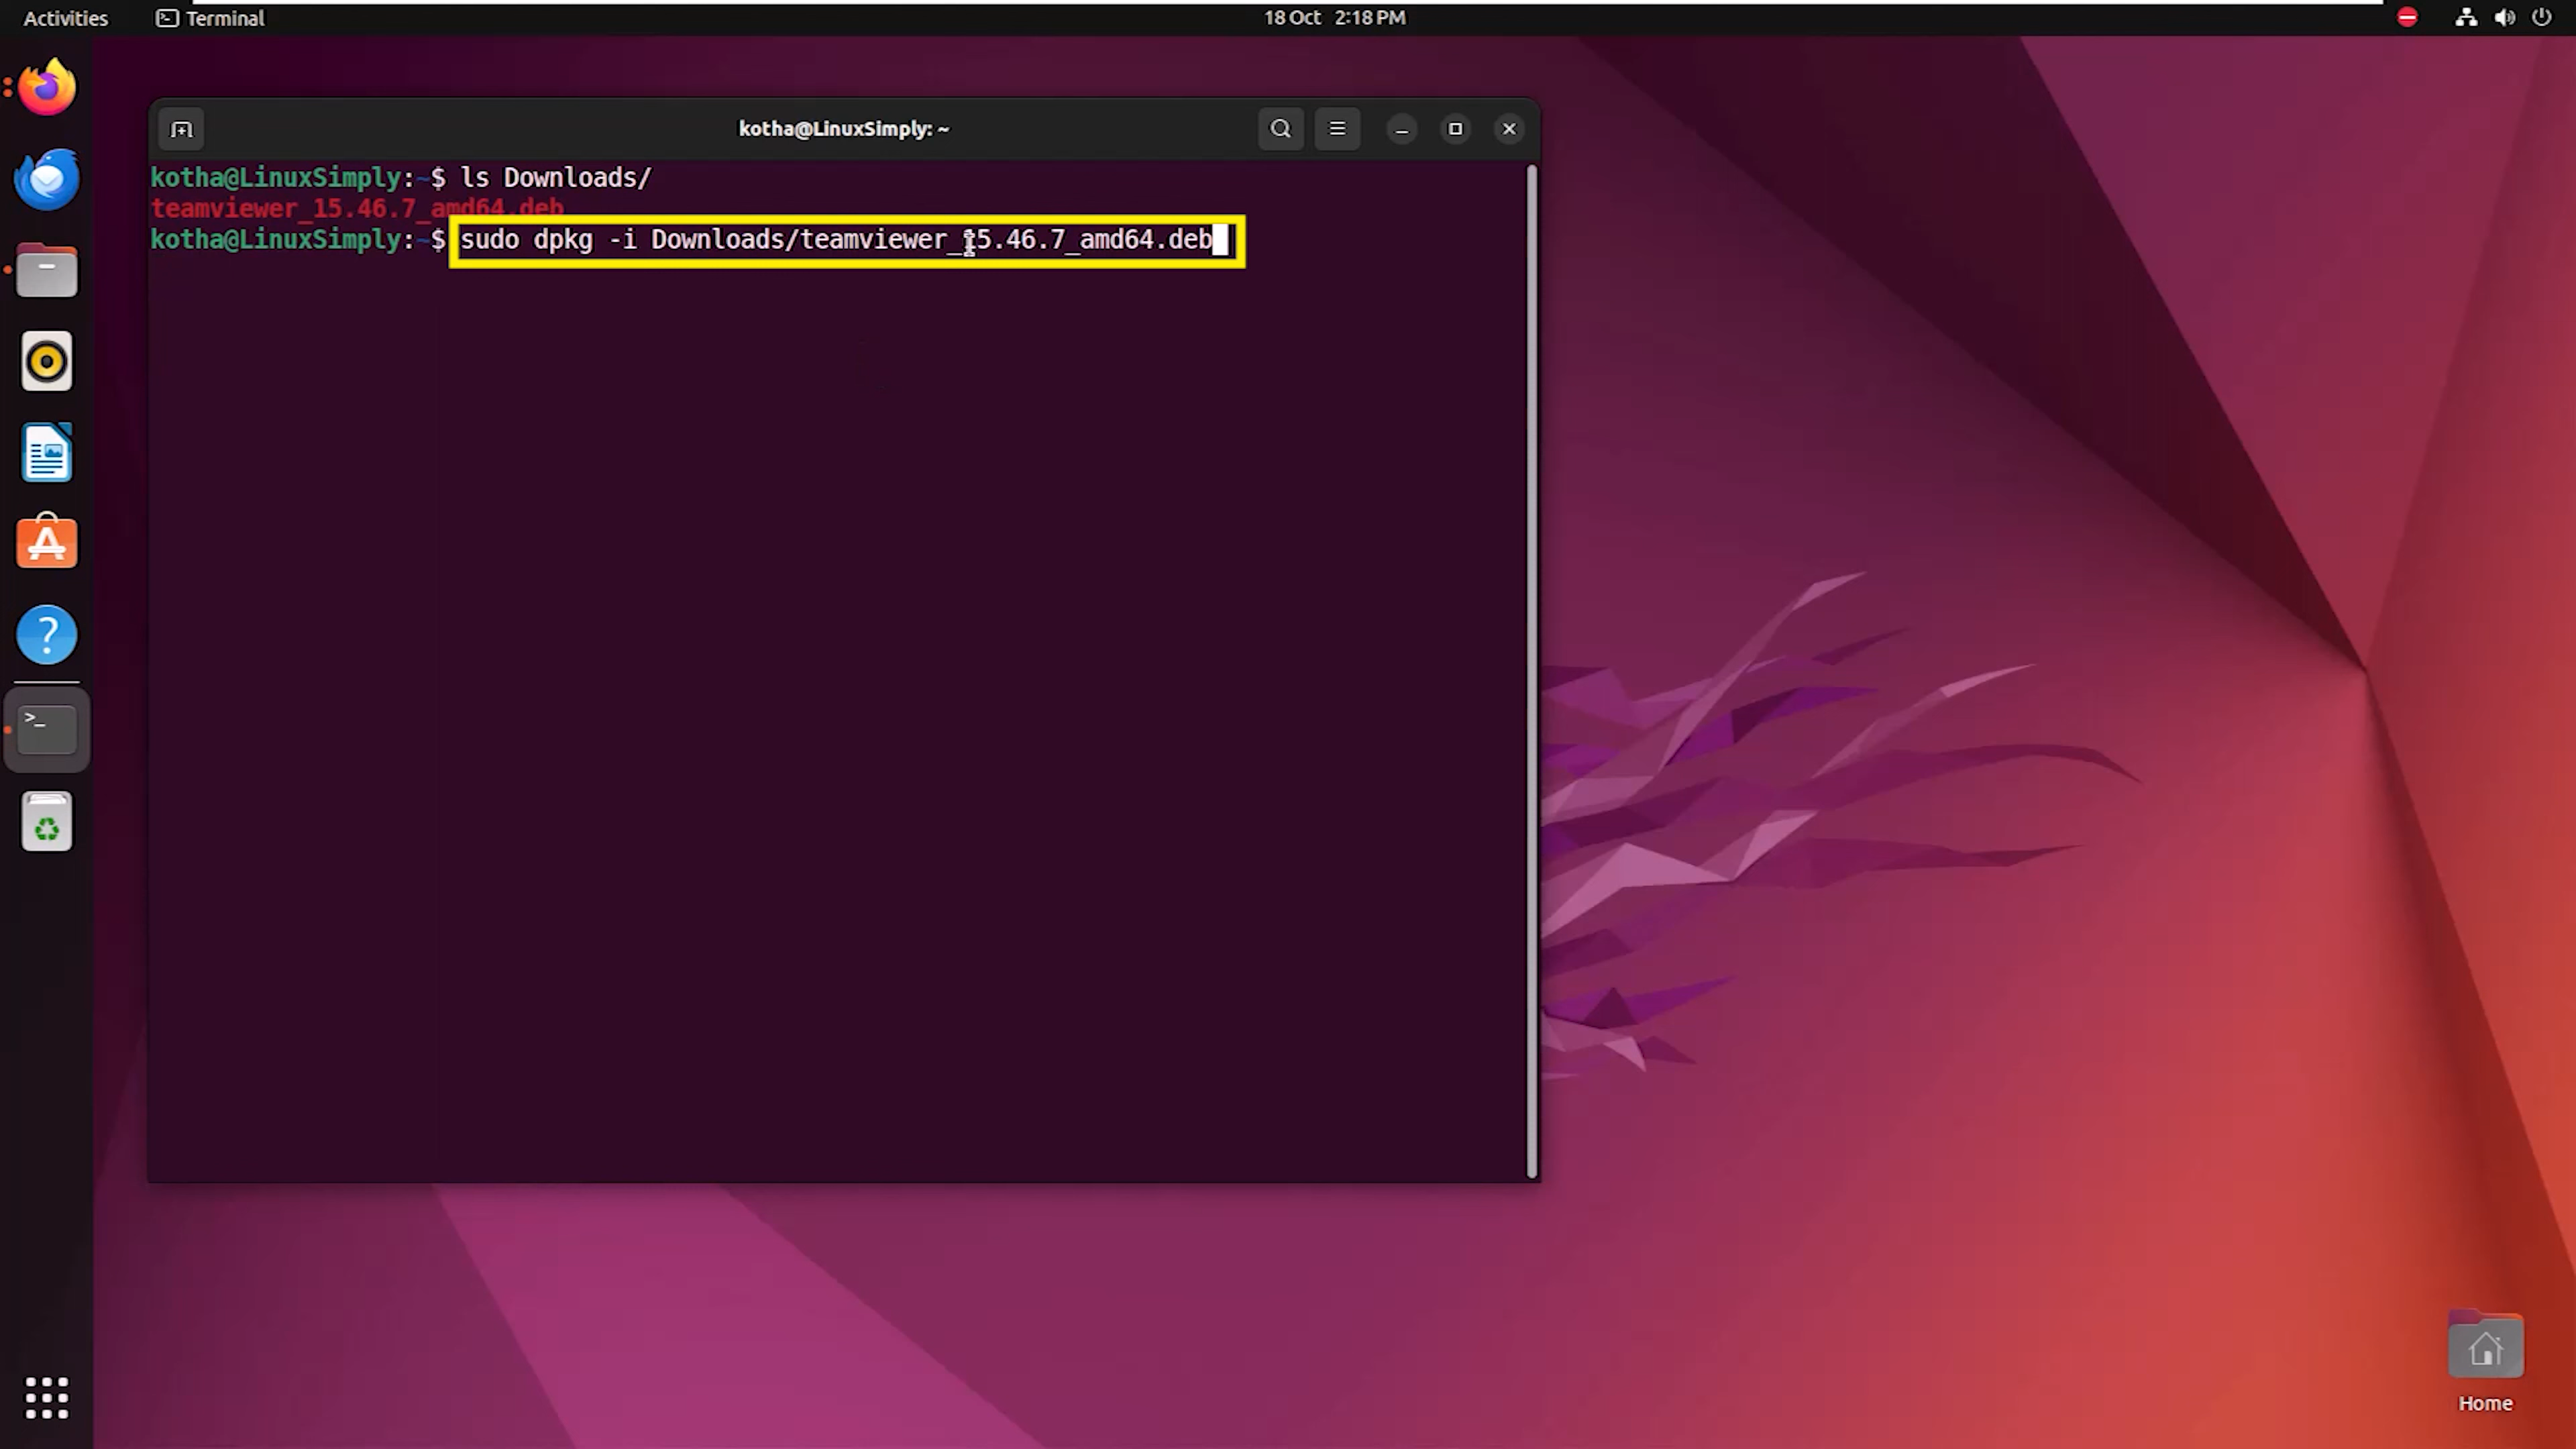 Activities
Terminal
18 Oct 2:18 PM
kotha@LinuxSimply: ~
kotha@LinuxSimply:~$ ls Downloads/
teamviewer_15.46.7_amd64.deb
kotha@LinuxSimply:~$ sudo dpkg -i Downloads/teamviewer_15.46.7_amd64.deb
Home